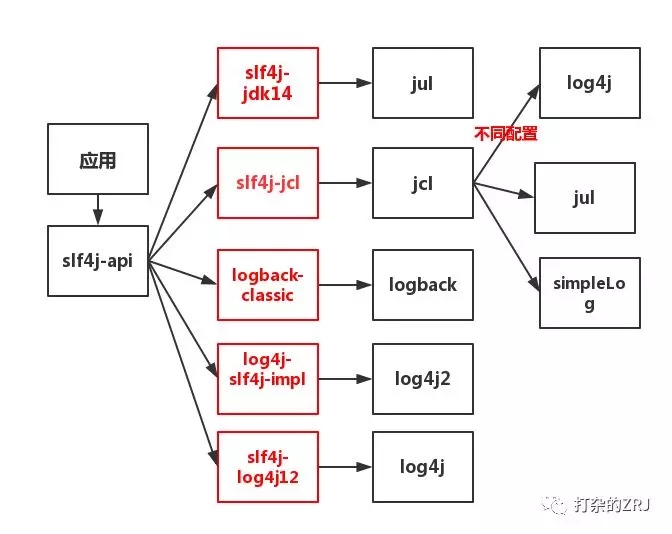 slf4j-
jdk14
jul
log4j
不同配置
应用
slf4j-jcl
jcl
jul
slf4j-api
logback-
classic
logback
simpleLo
g
log4j-
slf4j-impl
log4j2
slf4j-
log4j12
log4j
打杂的ZRJ